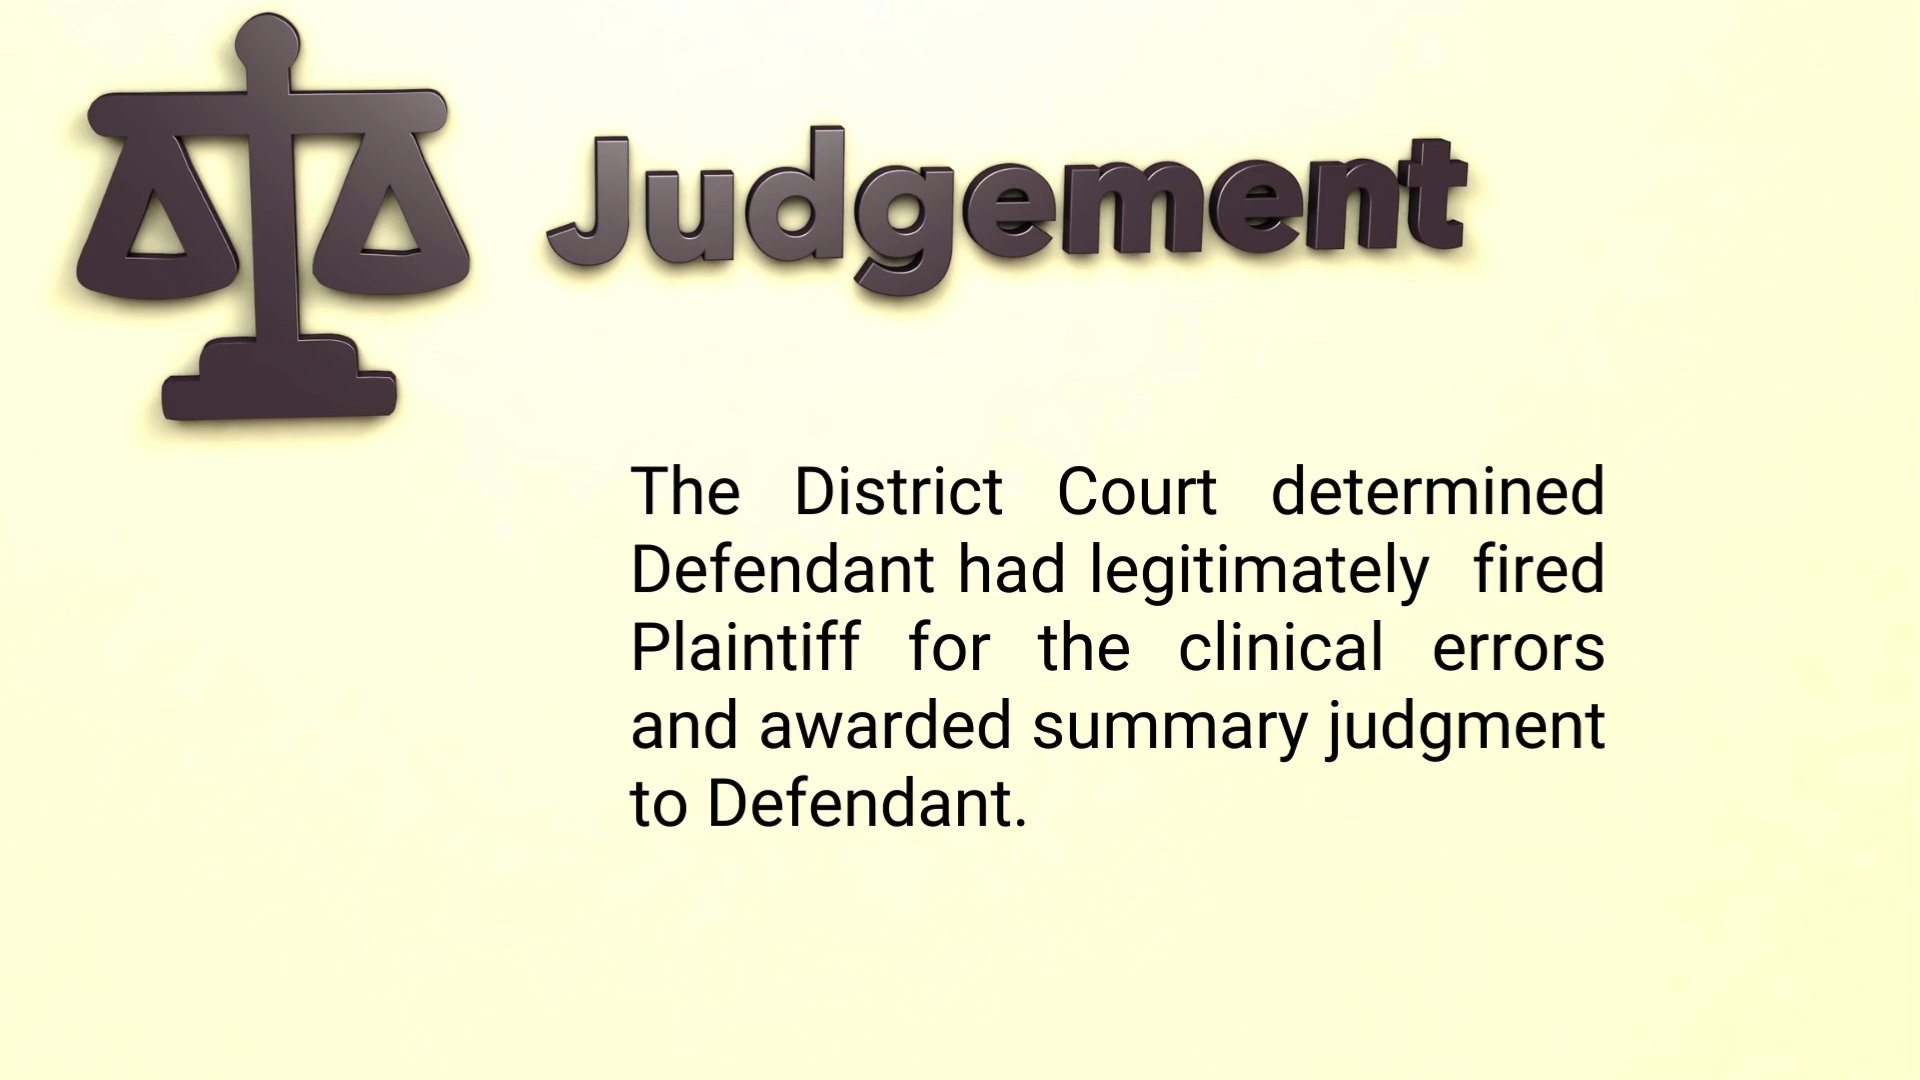 Judgement
The District Court determined
Defendant had legitimately fired
Plaintiff for the clinical errors
and awarded summary judgment
to Defendant.